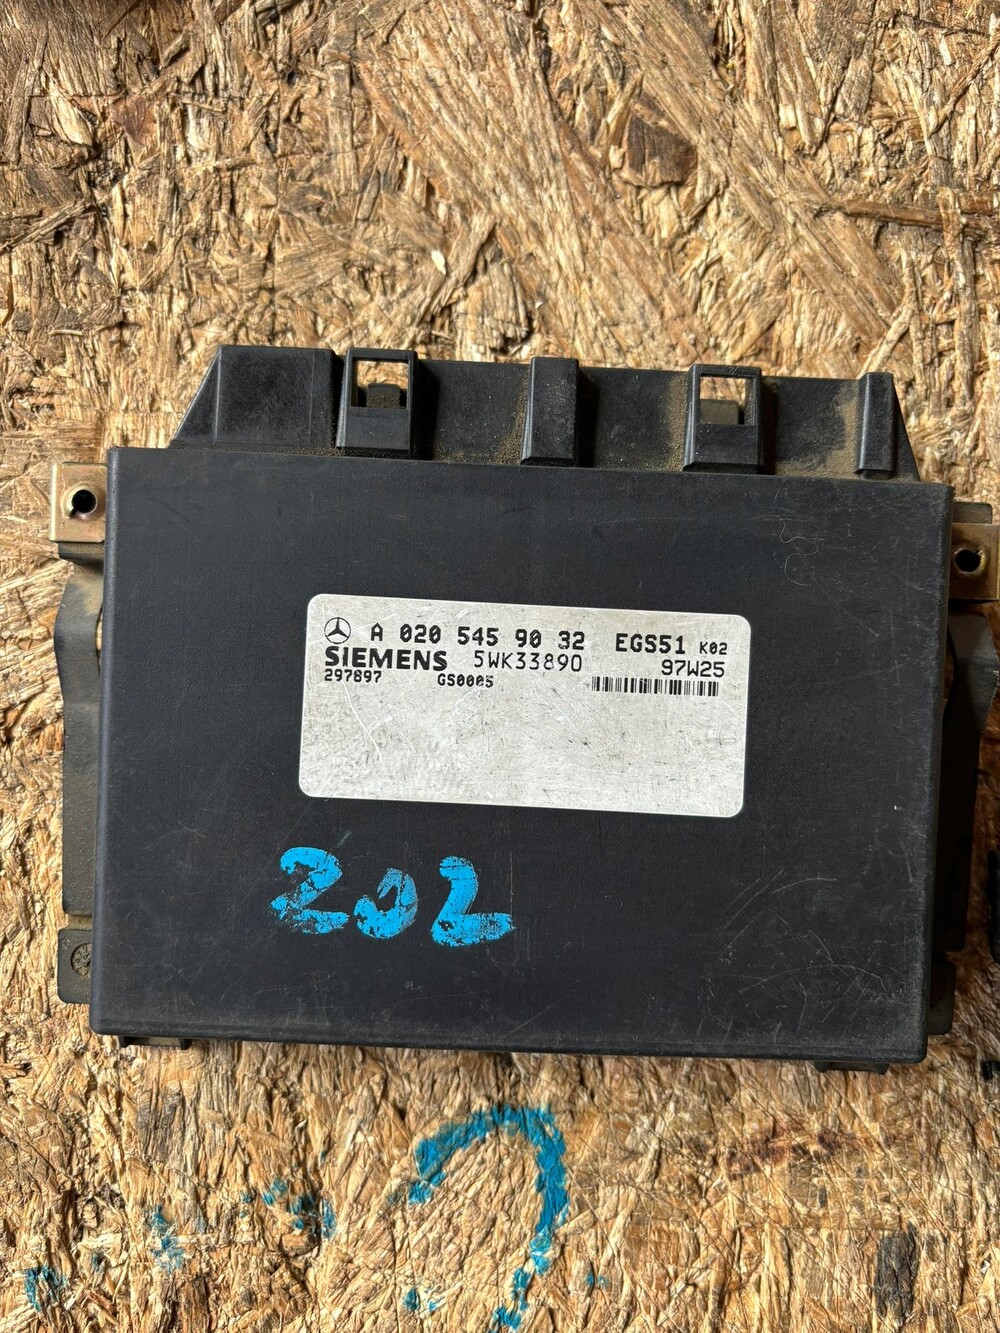 A 020 545 90 32 EGS51 K02
SIEMENS 5WK33890 97W25
297897 GS0005
202